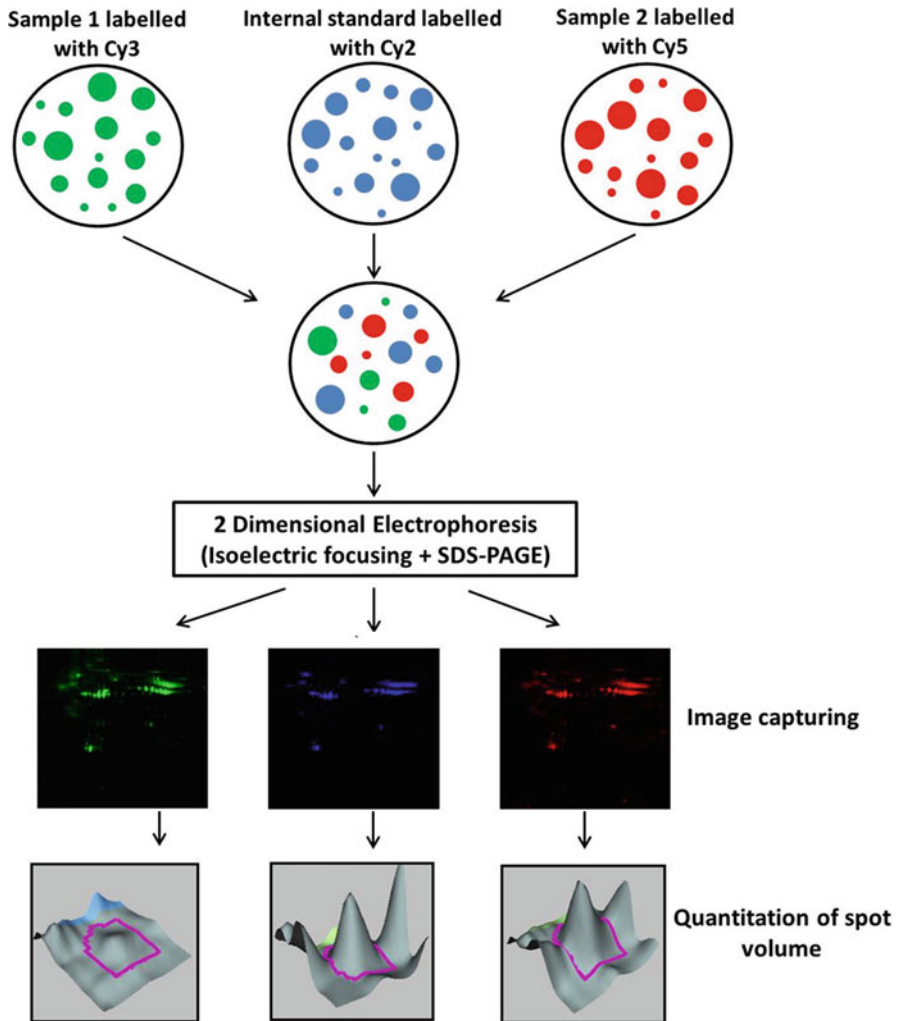 Sample 1 labelled
with Cy3
Internal standard labelled
with Cy2
Sample 2 labelled
with Cy5
2 Dimensional Electrophoresis
(Isoelectric focusing + SDS-PAGE)
Image capturing
Quantitation of spot
volume